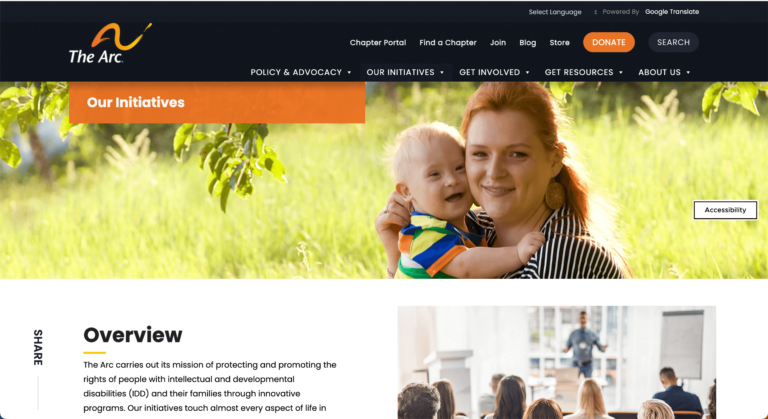 Select Language
Powered By Google Translate
The Arc.
Chapter Portal Find a Chapter Join Blog Store DONATE SEARCH
POLICY & ADVOCACY OUR INITIATIVES GET INVOLVED GET RESOURCES ABOUT US
Our Initiatives
Accessibility
SHARE
Overview
The Arc carries out its mission of protecting and promoting the
rights of people with intellectual and developmental
disabilities (IDD) and their families through innovative
programs. Our initiatives touch almost every aspect of life in